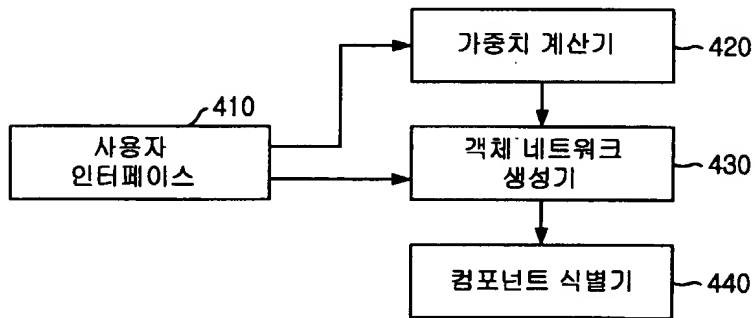 가중치 계산기
420
410
사용자
인터페이스
객체 네트워크
생성기
430
컴포넌트 식별기
440